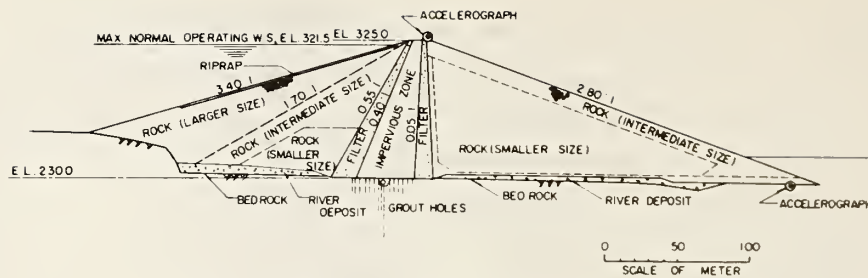 ACCELEROGRAPH
MAX NORMAL OPERATING W S, EL. 321.5 EL 325.0
RIPRAP
3.40 : 1
1.70 : 1
0.55 : 1
0.40 : 1
0.05 : 1
2.80 : 1
ROCK (LARGER SIZE)
ROCK (INTERMEDIATE SIZE)
ROCK
(SMALLER
SIZE)
FILTER
IMPERVIOUS ZONE
FILTER
ROCK (SMALLER SIZE)
ROCK (INTERMEDIATE SIZE)
EL. 230.0
BED ROCK
RIVER
DEPOSIT
GROUT HOLES
BED ROCK
RIVER DEPOSIT
ACCELEROGRAPH
0 50 100
SCALE OF METER